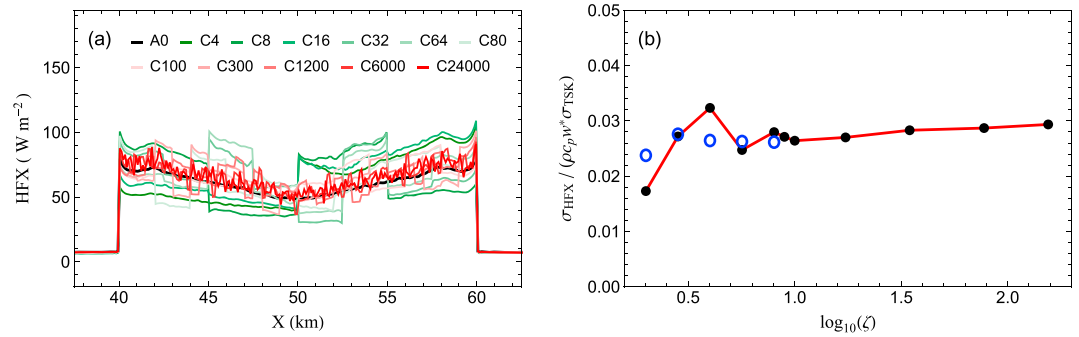 (a)
A0 C4 C8 C16 C32 C64 C80
C100 C300 C1200 C6000 C24000
HFX ( W m⁻² )
150
100
50
0
40 45 50 55 60
X (km)
(b)
σHFX / (ρcₚw*σTSK)
0.05
0.04
0.03
0.02
0.01
0.00
0.5 1.0 1.5 2.0
log₁₀(ζ)